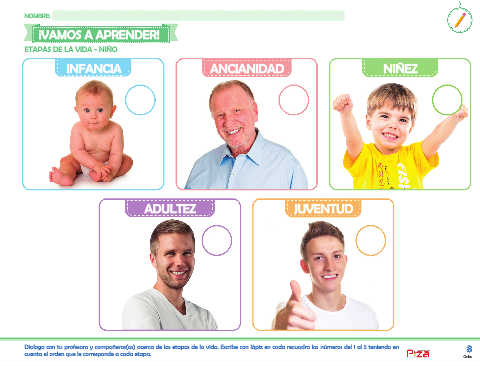 NOMBRE:
¡VAMOS A APRENDER!
ETAPAS DE LA VIDA - NIÑO
INFANCIA
ANCIANIDAD
NIÑEZ
ADULTEZ
JUVENTUD
Dialoga con tu profesora y compañeros(as) acerca de las etapas de la vida. Escribe con lápiz en cada recuadro los números del 1 al 5 teniendo en
cuenta el orden que le corresponde a cada etapa.